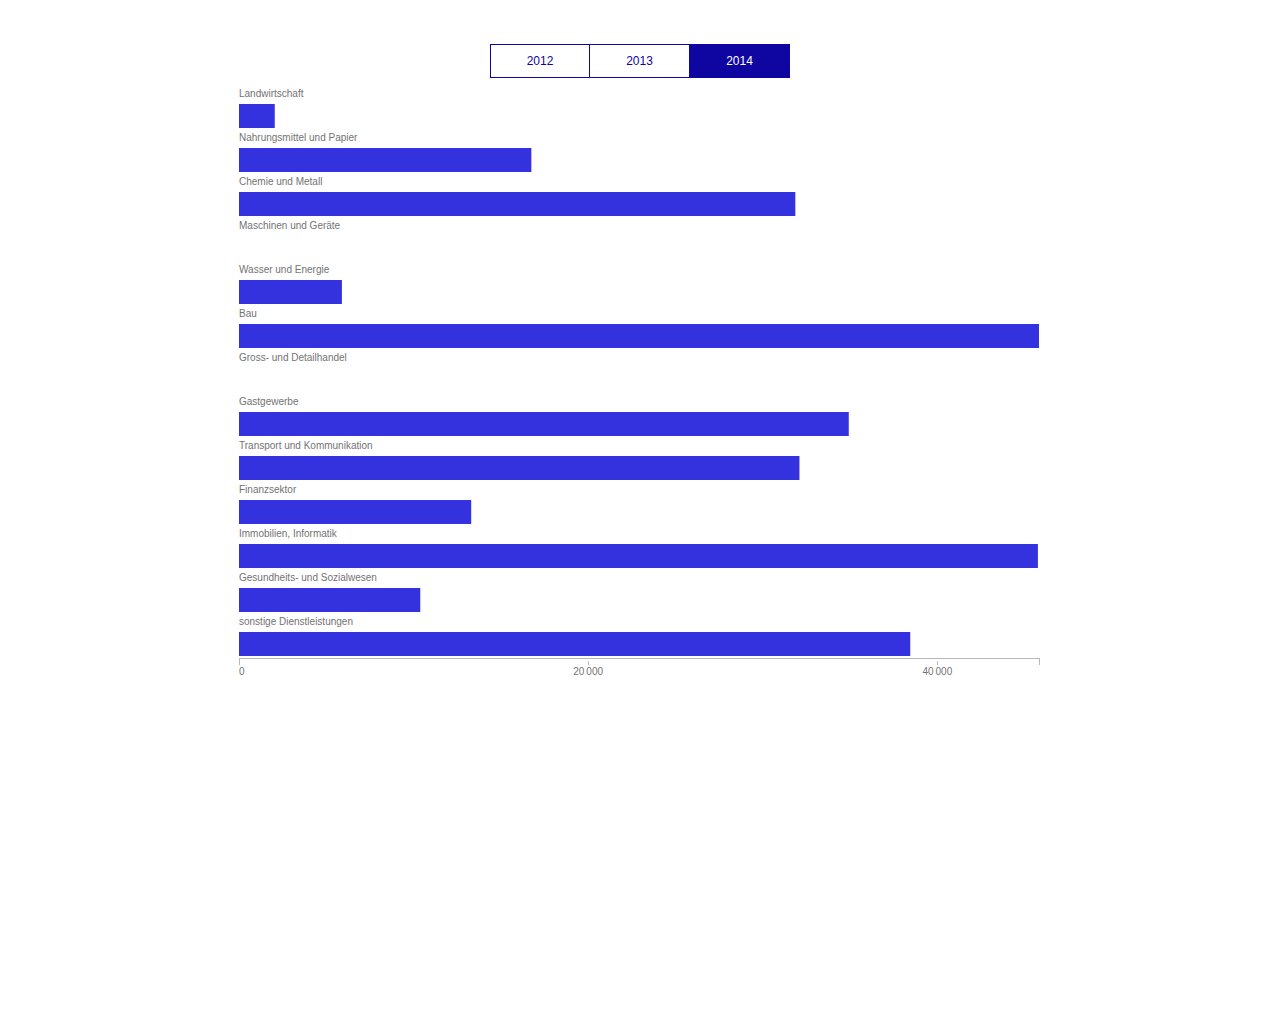 2012 2013 2014
Landwirtschaft
Nahrungsmittel und Papier
Chemie und Metall
Maschinen und Geräte
Wasser und Energie
Bau
Gross- und Detailhandel
Gastgewerbe
Transport und Kommunikation
Finanzsektor
Immobilien, Informatik
Gesundheits- und Sozialwesen
sonstige Dienstleistungen
0 20 000 40 000